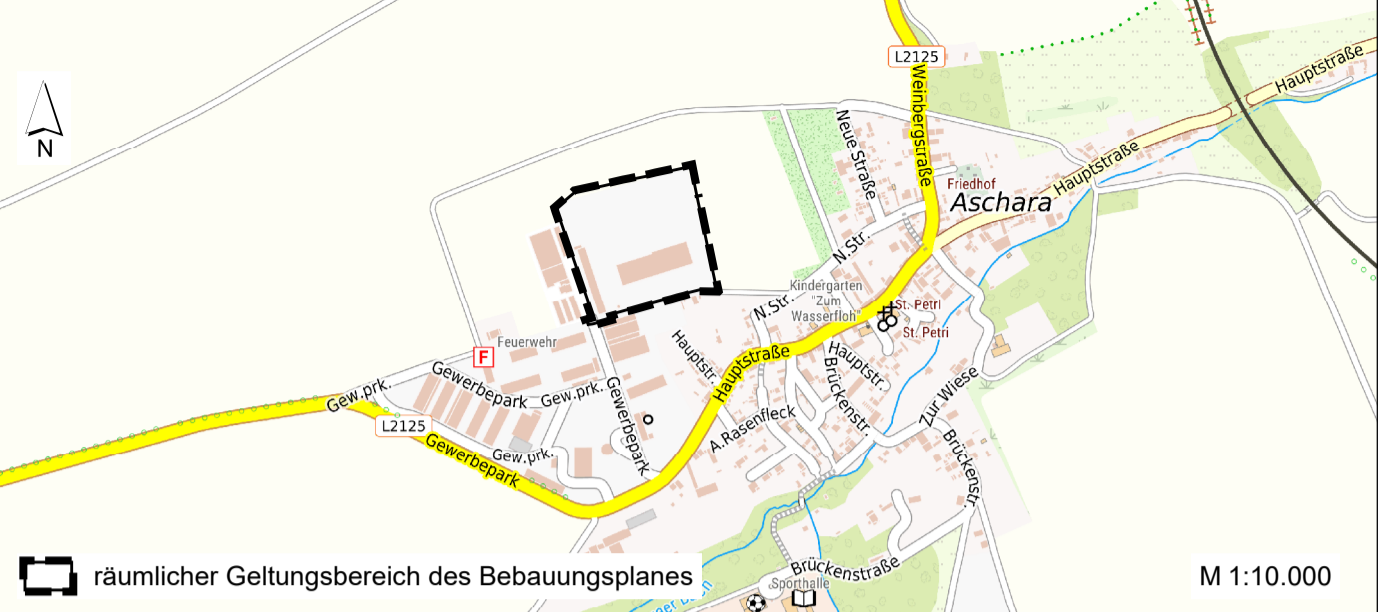 L2125
Hauptstraße
Weinbergstraße
Neue Straße
Hauptstraße
Friedhof
Aschara
N
N.Str.
Kindergarten
"Zum
Wasserfloh"
N.Str.
St. Petri
St. Petri
Feuerwehr
F
Hauptstr.
Hauptstraße
Hauptstr.
Brückenstr.
Gewerbepark
Gew.prk.
Gew.prk.
Gewerbepark
Zur Wiese
A.Rasenfleck
L2125
Gewerbepark
Gew.prk.
Brückenstr.
Brückenstraße
Sporthalle
räumlicher Geltungsbereich des Bebauungsplanes
M 1:10.000